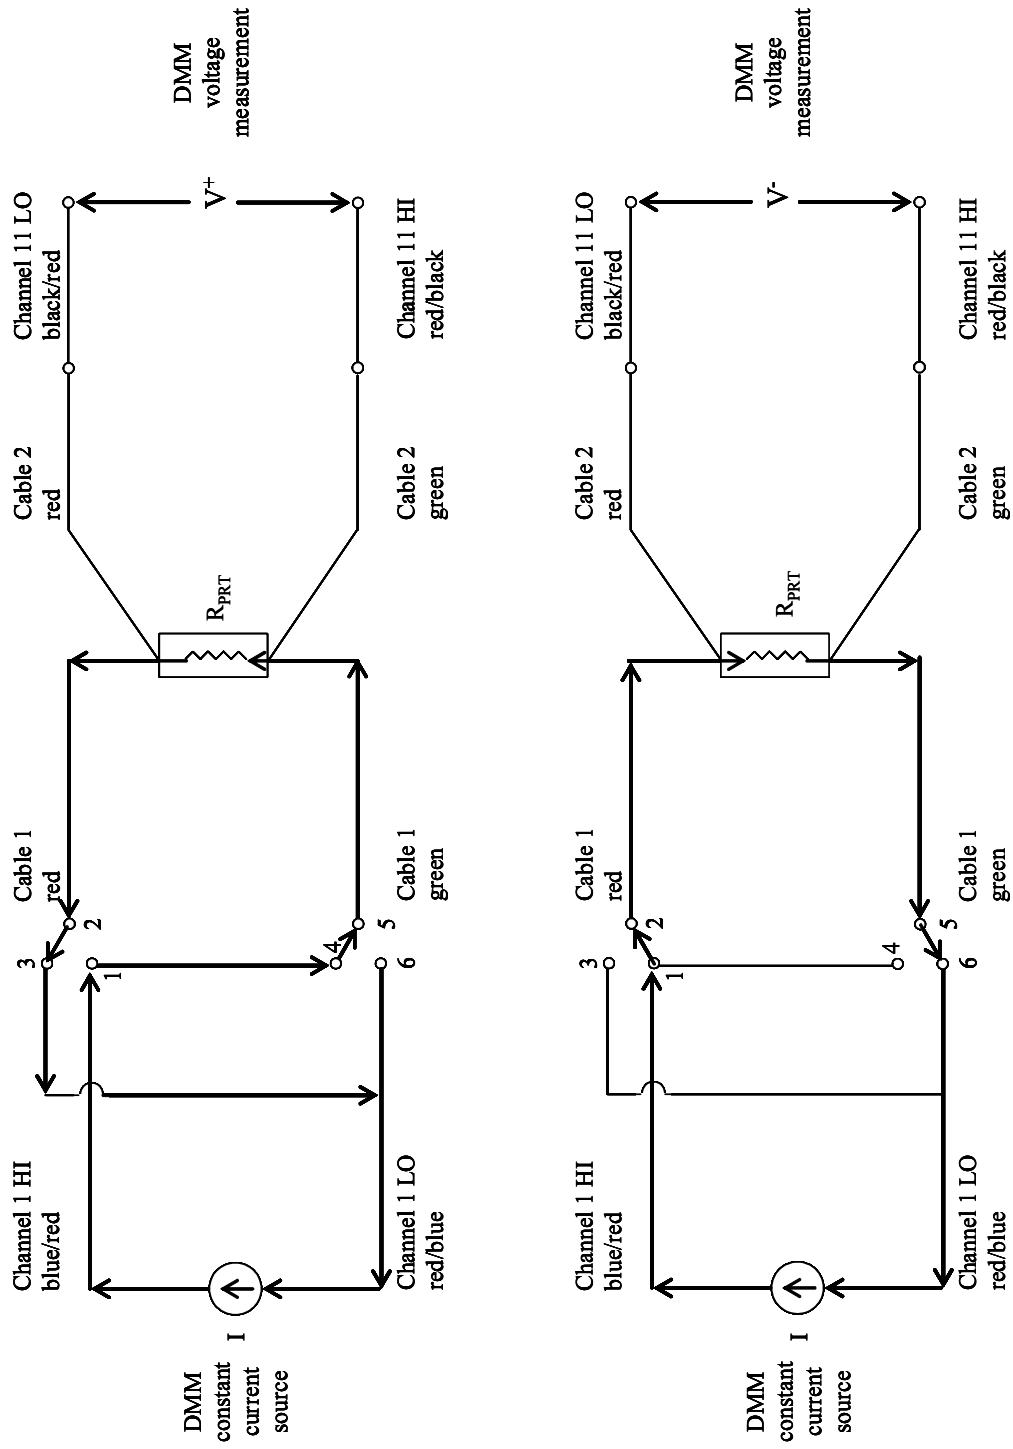 Channel 1 HI
blue/red
Cable 1
red
Cable 2
red
Channel 11 LO
black/red
3
2
1
DMM
constant
current
source
I
R_PRT
V⁺
DMM
voltage
measurement
4
5
6
Channel 1 LO
red/blue
Cable 1
green
Cable 2
green
Channel 11 HI
red/black
Channel 1 HI
blue/red
Cable 1
red
Cable 2
red
Channel 11 LO
black/red
3
2
1
DMM
constant
current
source
I
R_PRT
V⁻
DMM
voltage
measurement
4
5
6
Channel 1 LO
red/blue
Cable 1
green
Cable 2
green
Channel 11 HI
red/black